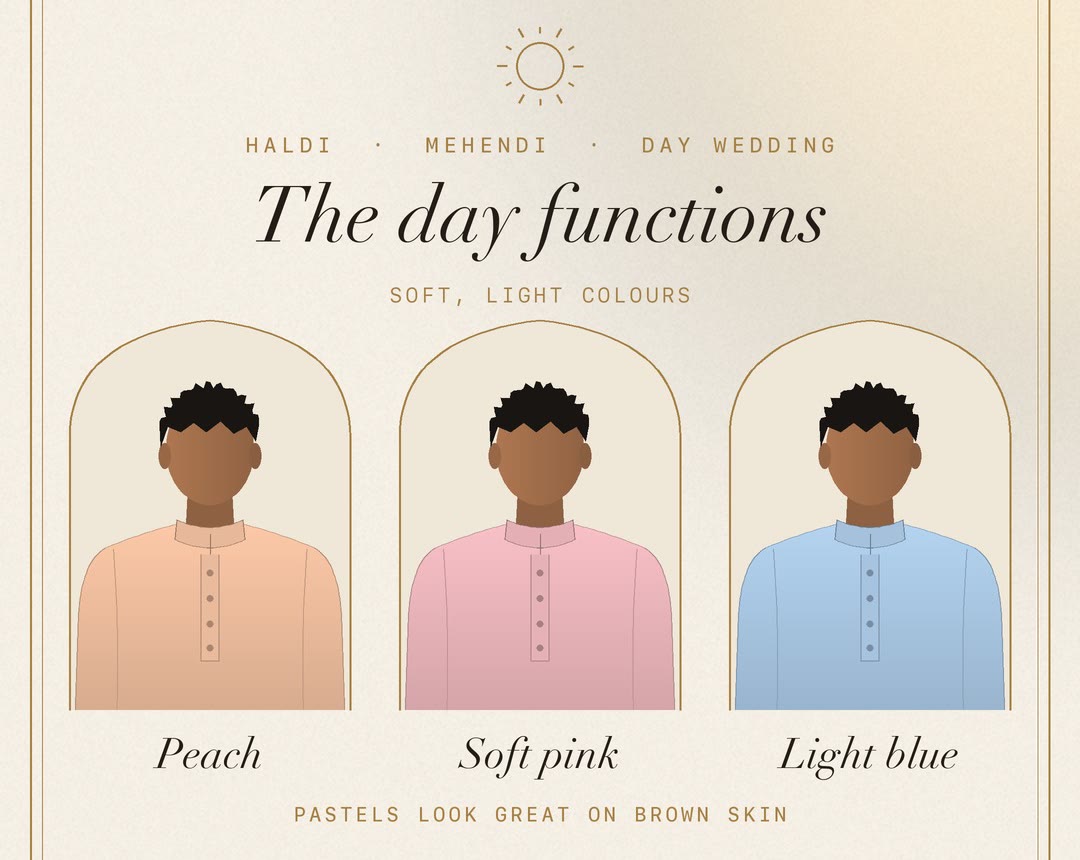 HALDI · MEHENDI · DAY WEDDING
The day functions
SOFT, LIGHT COLOURS
Peach
Soft pink
Light blue
PASTELS LOOK GREAT ON BROWN SKIN